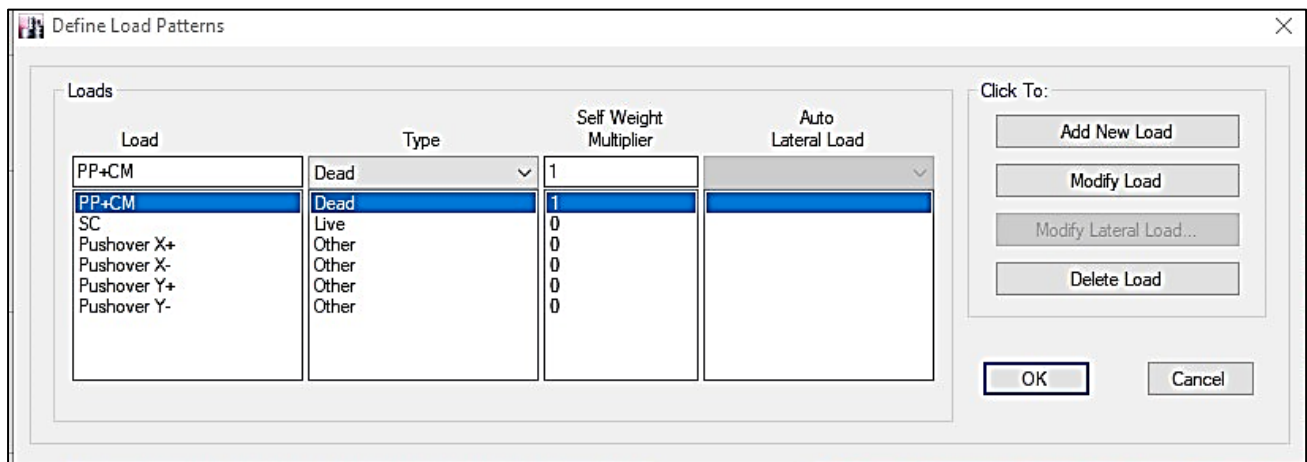 Define Load Patterns
Loads
Load Type Self Weight Multiplier Auto Lateral Load
PP+CM Dead 1
PP+CM Dead 1
SC Live 0
Pushover X+ Other 0
Pushover X- Other 0
Pushover Y+ Other 0
Pushover Y- Other 0
Click To:
Add New Load
Modify Load
Modify Lateral Load...
Delete Load
OK Cancel